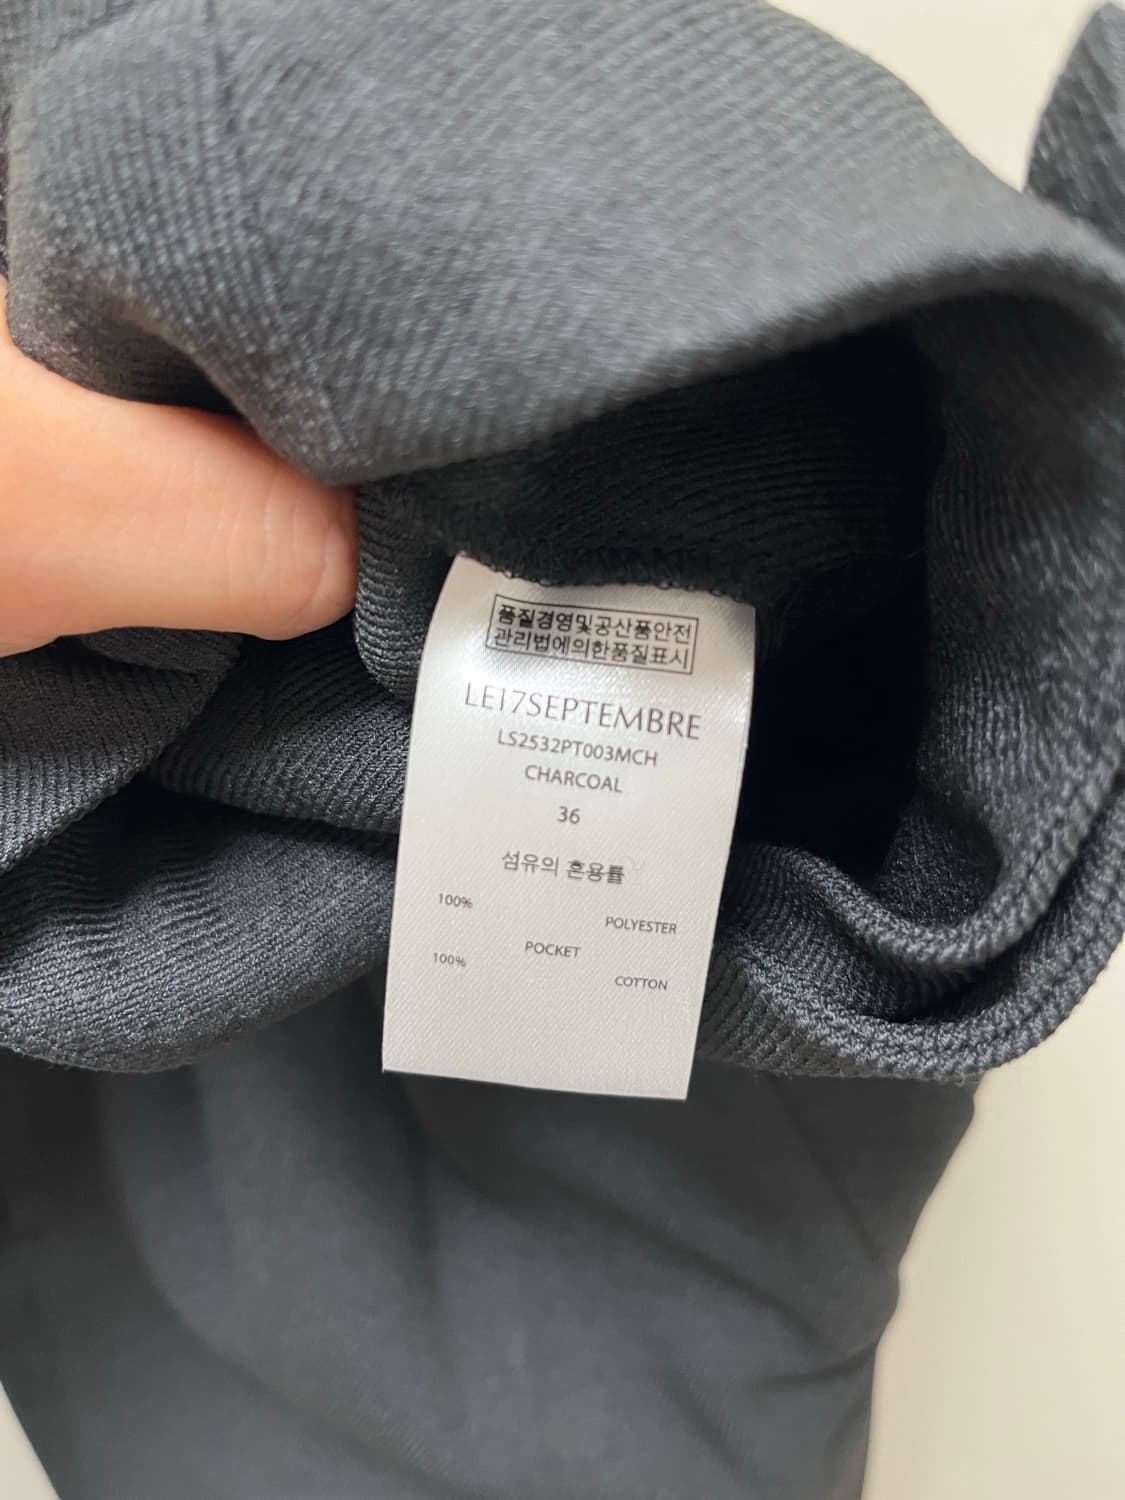 품질경영및공산품안전
관리법에의한품질표시
LE17SEPTEMBRE
LS2532PT003MCH
CHARCOAL
36
섬유의 혼용률
100%
POLYESTER
POCKET
100%
COTTON